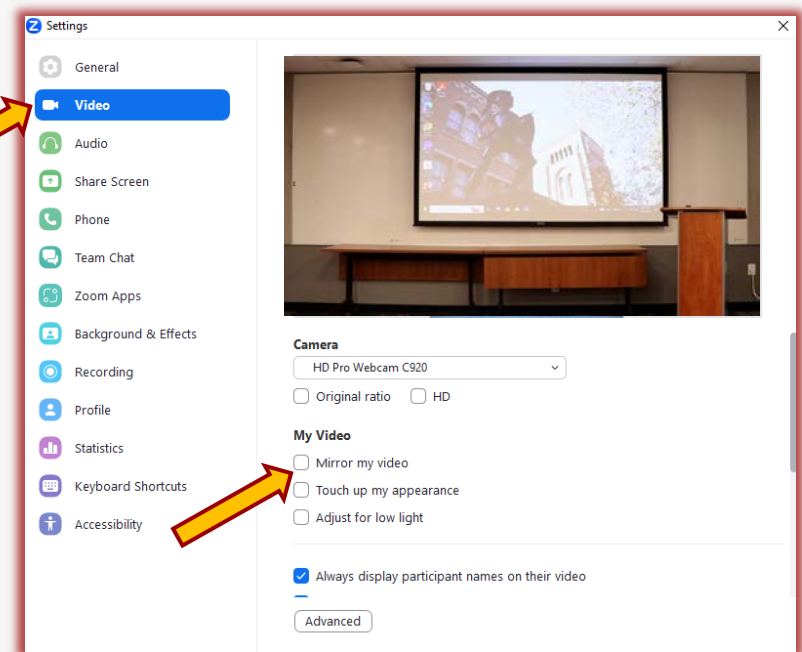 Settings
General
Video
Audio
Share Screen
Phone
Team Chat
Zoom Apps
Background & Effects
Recording
Profile
Statistics
Keyboard Shortcuts
Accessibility
Camera
HD Pro Webcam C920
Original ratio HD
My Video
Mirror my video
Touch up my appearance
Adjust for low light
Always display participant names on their video
Advanced